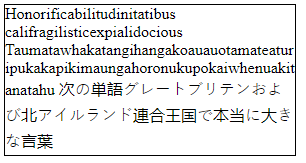 Honorificabilitudinitatibus
califragilisticexpialidocious
Taumatawhakatangihangakoauauotamateatur
ipukakapikimaungahoronukupokaiwhenuakit
anatahu 次の単語グレートブリテンおよ
び北アイルランド連合王国で本当に大き
な言葉